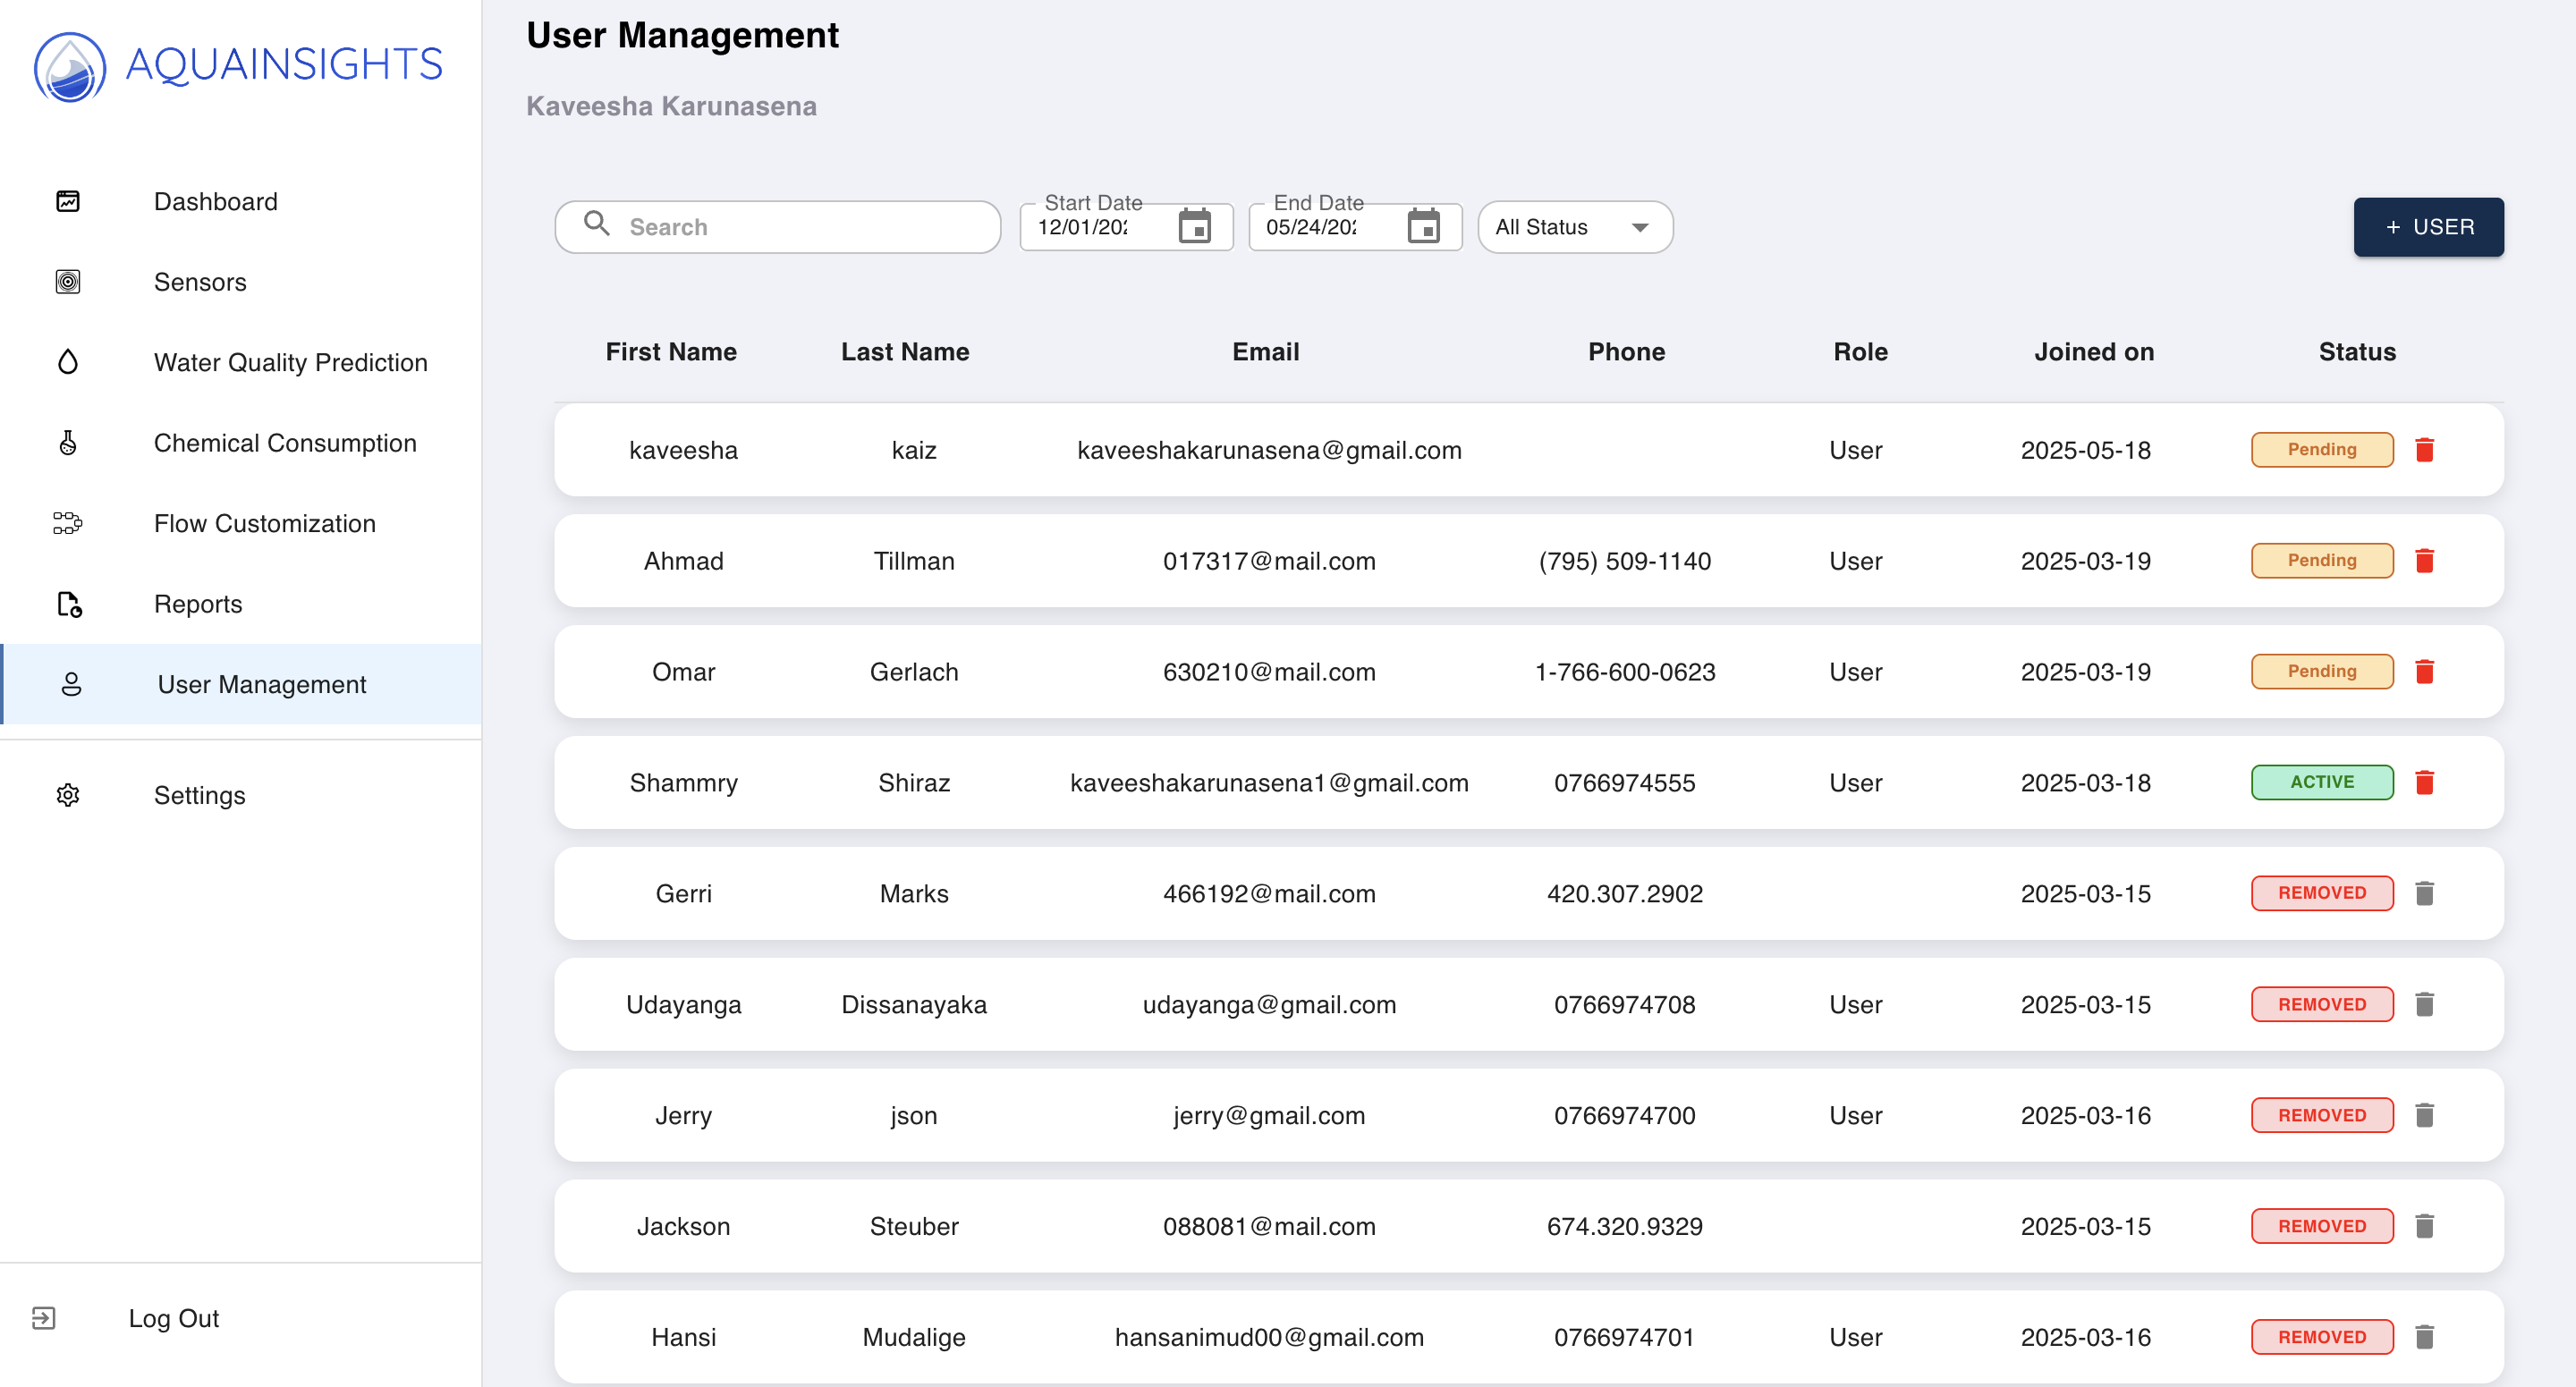 AQUAINSIGHTS
Dashboard
Sensors
Water Quality Prediction
Chemical Consumption
Flow Customization
Reports
User Management
Settings
Log Out
User Management
Kaveesha Karunasena
Search
Start Date
12/01/202
End Date
05/24/202
All Status
+ USER
First Name Last Name Email Phone Role Joined on Status
kaveesha kaiz kaveeshakarunasena@gmail.com User 2025-05-18 Pending
Ahmad Tillman 017317@mail.com (795) 509-1140 User 2025-03-19 Pending
Omar Gerlach 630210@mail.com 1-766-600-0623 User 2025-03-19 Pending
Shammry Shiraz kaveeshakarunasena1@gmail.com 0766974555 User 2025-03-18 ACTIVE
Gerri Marks 466192@mail.com 420.307.2902 2025-03-15 REMOVED
Udayanga Dissanayaka udayanga@gmail.com 0766974708 User 2025-03-15 REMOVED
Jerry json jerry@gmail.com 0766974700 User 2025-03-16 REMOVED
Jackson Steuber 088081@mail.com 674.320.9329 2025-03-15 REMOVED
Hansi Mudalige hansanimud00@gmail.com 0766974701 User 2025-03-16 REMOVED